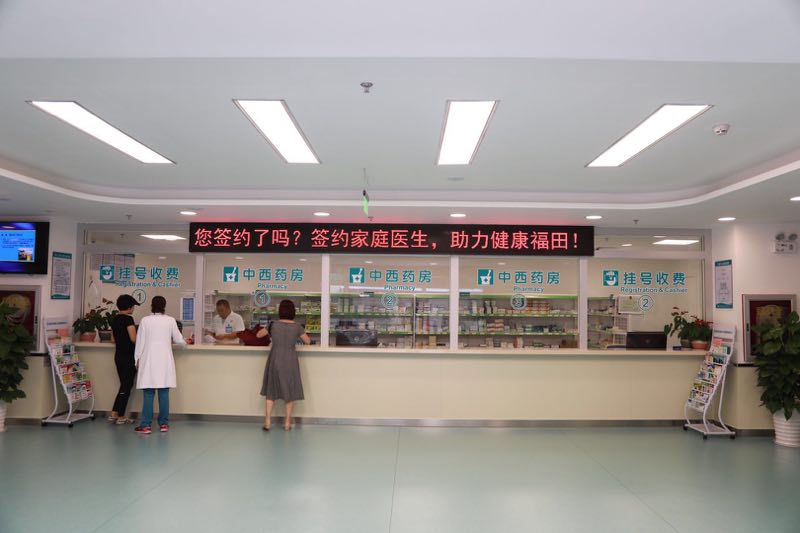 您签约了吗？签约家庭医生，助力健康福田！
挂号收费
Registration & Cashier
①
中西药房
Pharmacy
①
中西药房
Pharmacy
②
中西药房
Pharmacy
③
挂号收费
Registration & Cashier
②